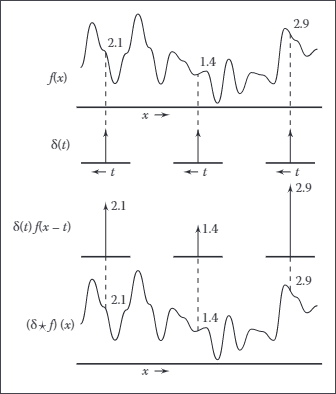 2.9
2.1
1.4
f(x)
x →
δ(t)
← t ← t ← t
2.9
2.1
1.4
δ(t) f(x – t)
2.9
2.1
1.4
(δ⋆f) (x)
x →